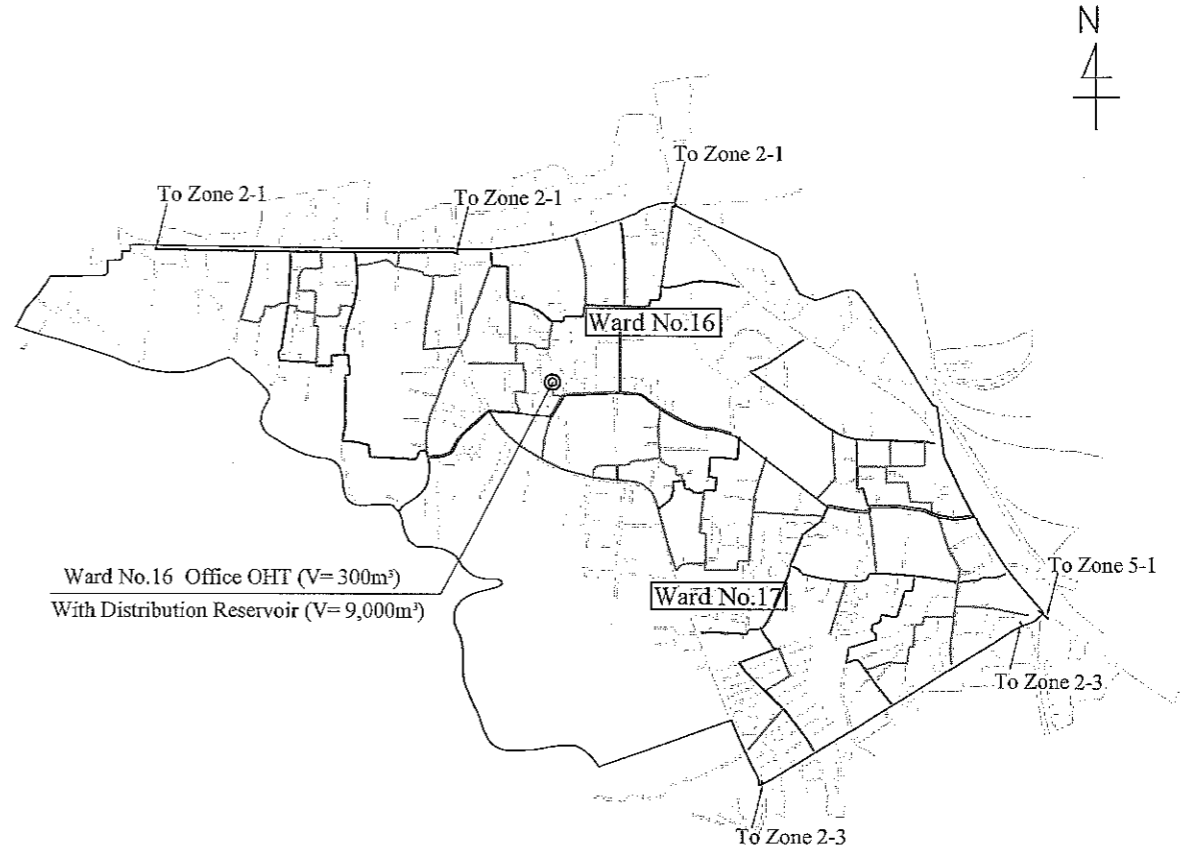 N
To Zone 2-1
To Zone 2-1
To Zone 2-1
Ward No.16
Ward No.16 Office OHT (V= 300m³)
With Distribution Reservoir (V= 9,000m³)
Ward No.17
To Zone 5-1
To Zone 2-3
To Zone 2-3